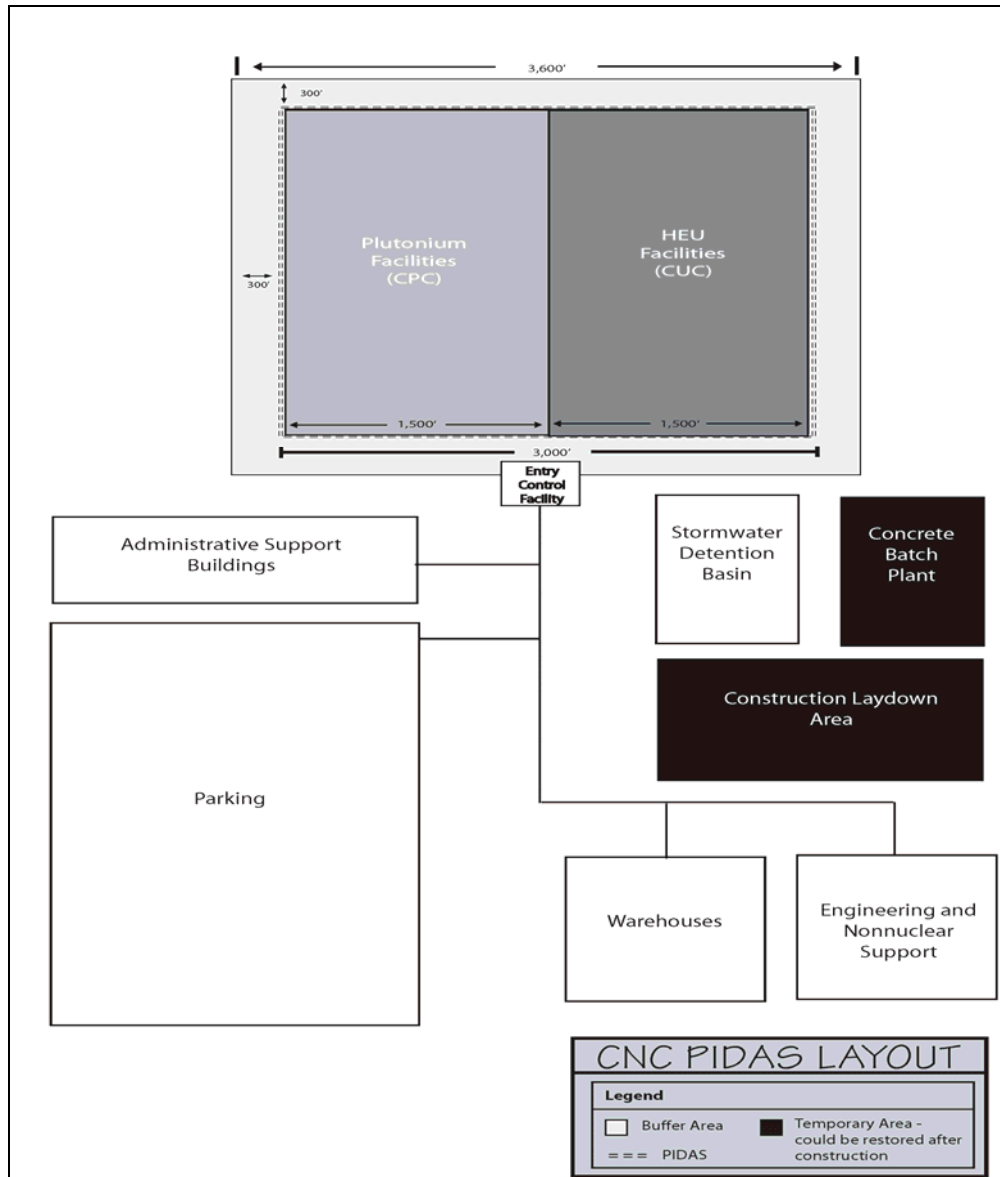 3,600'
300'
Plutonium
Facilities
(CPC)
HEU
Facilities
(CUC)
300'
1,500'
1,500'
3,000'
Entry
Control
Facility
Administrative Support
Buildings
Stormwater
Detention
Basin
Concrete
Batch
Plant
Construction Laydown
Area
Parking
Warehouses
Engineering and
Nonnuclear
Support
CNC PIDAS LAYOUT
Legend
Buffer Area
=== PIDAS
Temporary Area -
could be restored after
construction